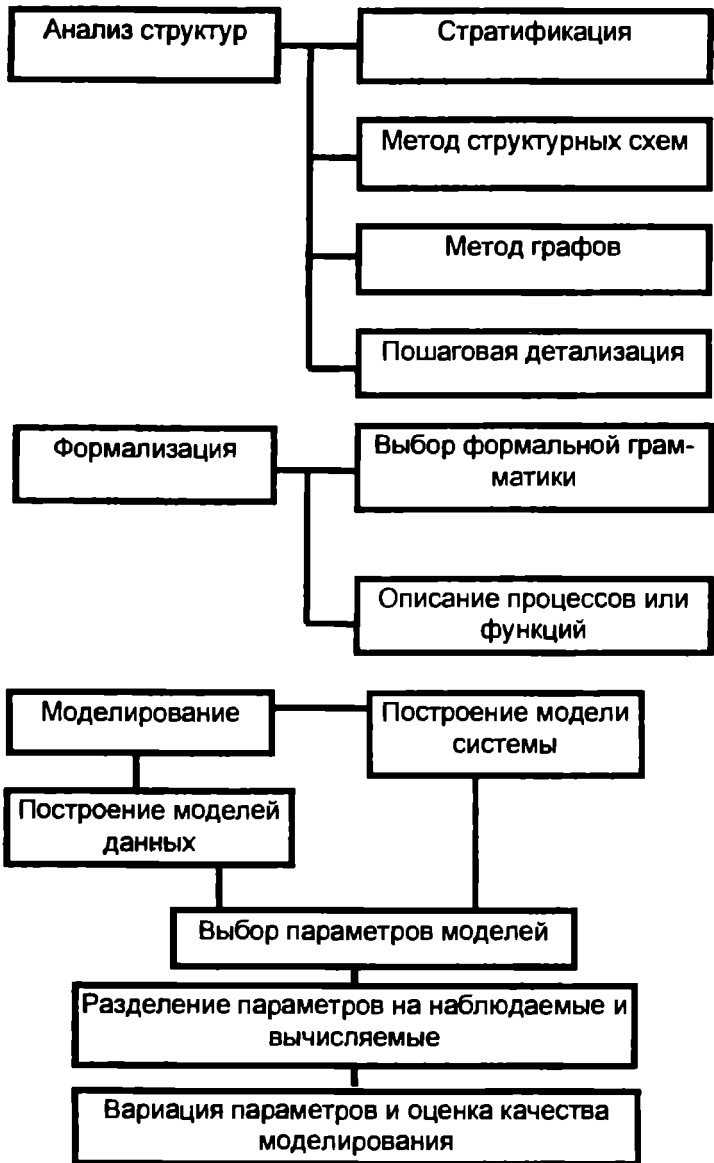 Анализ структур
Стратификация
Метод структурных схем
Метод графов
Пошаговая детализация
Формализация
Выбор формальной грам-
матики
Описание процессов или
функций
Моделирование
Построение модели
системы
Построение моделей
данных
Выбор параметров моделей
Разделение параметров на наблюдаемые и
вычисляемые
Вариация параметров и оценка качества
моделирования